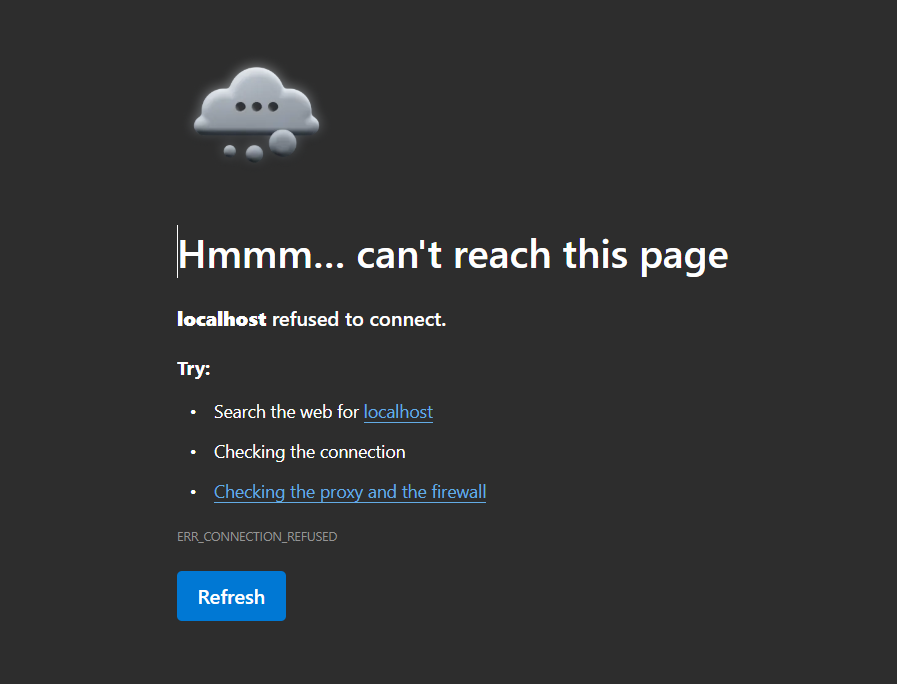 Hmmm... can't reach this page
localhost refused to connect.
Try:
• Search the web for localhost
• Checking the connection
• Checking the proxy and the firewall
ERR_CONNECTION_REFUSED
Refresh